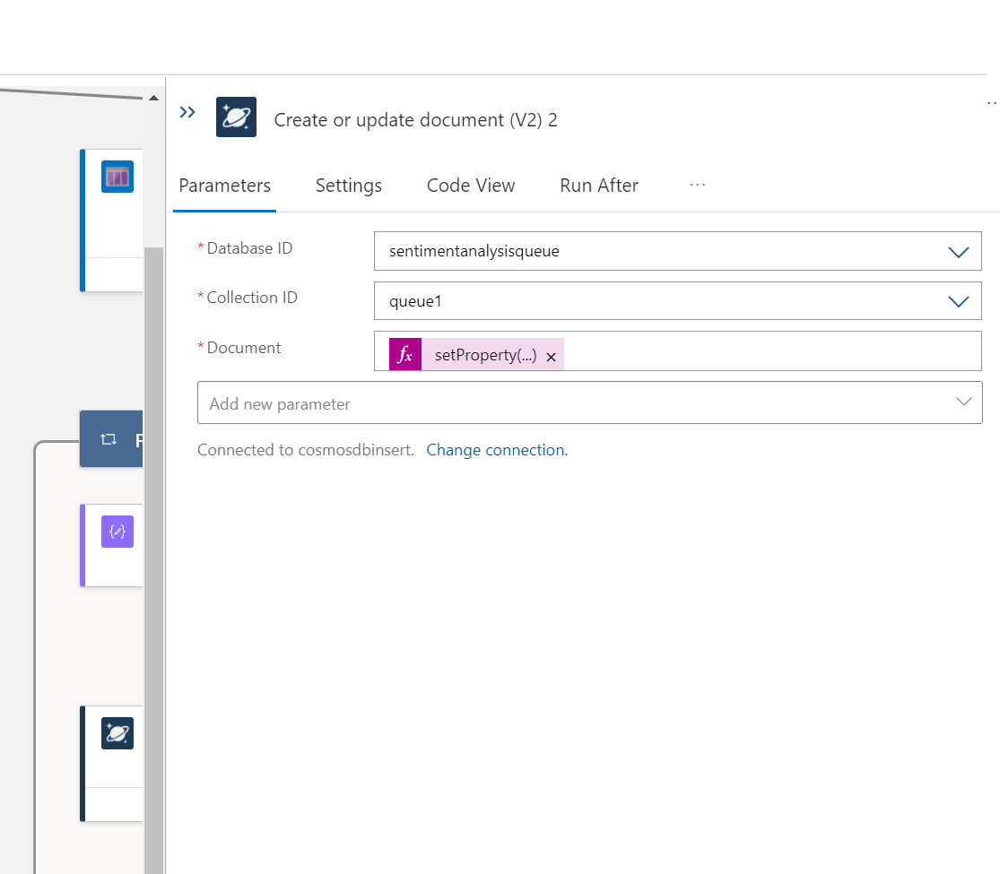 Create or update document (V2) 2
Parameters Settings Code View Run After ...
* Database ID sentimentanalysisqueue
* Collection ID queue1
* Document fx setProperty(...) ×
Add new parameter
Connected to cosmosdbinsert. Change connection.
F